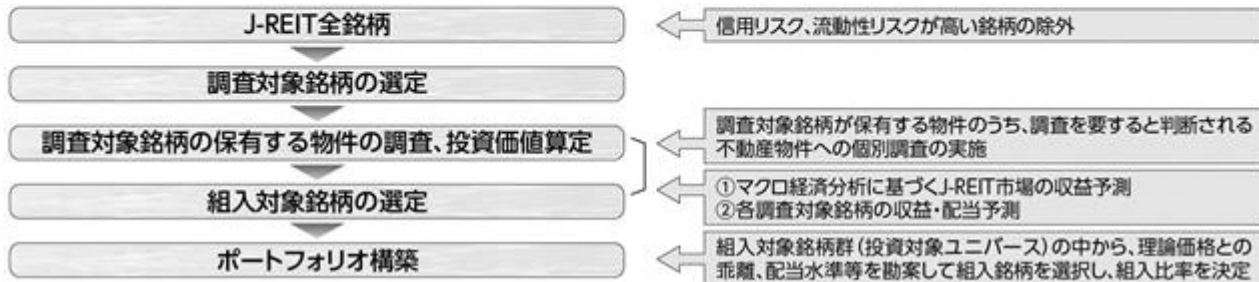 J-REIT全銘柄
信用リスク、流動性リスクが高い銘柄の除外
調査対象銘柄の選定
調査対象銘柄の保有する物件の調査、投資価値算定
調査対象銘柄が保有する物件のうち、調査を要すると判断される
不動産物件への個別調査の実施
組入対象銘柄の選定
①マクロ経済分析に基づくJ-REIT市場の収益予測
②各調査対象銘柄の収益・配当予測
ポートフォリオ構築
組入対象銘柄群(投資対象ユニバース)の中から、理論価格との
乖離、配当水準等を勘案して組入銘柄を選択し、組入比率を決定